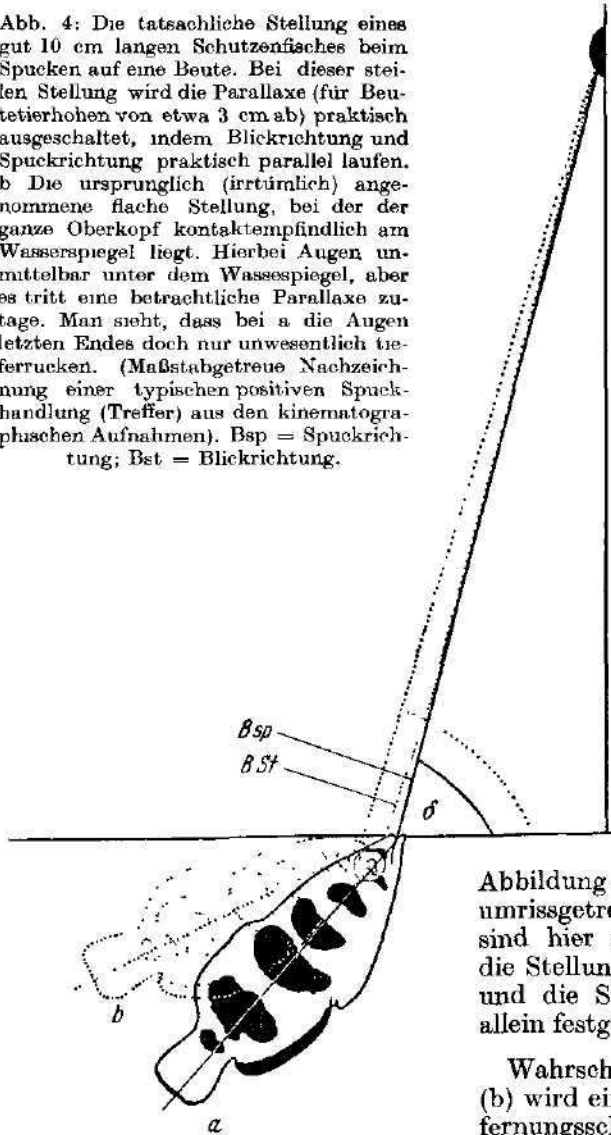 Abb. 4: Die tatsachliche Stellung eines
gut 10 cm langen Schutzenfisches beim
Spucken auf eine Beute. Bei dieser stei-
len Stellung wird die Parallaxe (fur Beu-
tetierhohen von etwa 3 cm ab) praktisch
ausgeschaltet, indem Blickrichtung und
Spuckrichtung praktisch parallel laufen.
b Die ursprunglich (irrtümlich) ange-
nommene flache Stellung, bei der der
ganze Oberkopf kontaktempfindlich am
Wasserspiegel liegt. Hierbei Augen un-
mittelbar unter dem Wassespiegel, aber
es tritt eine betrachtliche Parallaxe zu-
tage. Man sieht, dass bei a die Augen
letzten Endes doch nur unwesentlich tie-
ferrucken. (Maßstabgetreue Nachzeich-
nung einer typischen positiven Spuck-
handlung (Treffer) aus den kinematogra-
phischen Aufnahmen). Bsp = Spuckrich-
tung; Bst = Blickrichtung.
Bsp
BSt
δ
b
a
Abbildung
umrissgetre
sind hier
die Stellun
und die S
allein festg
Wahrsch
(b) wird ei
fernungssc